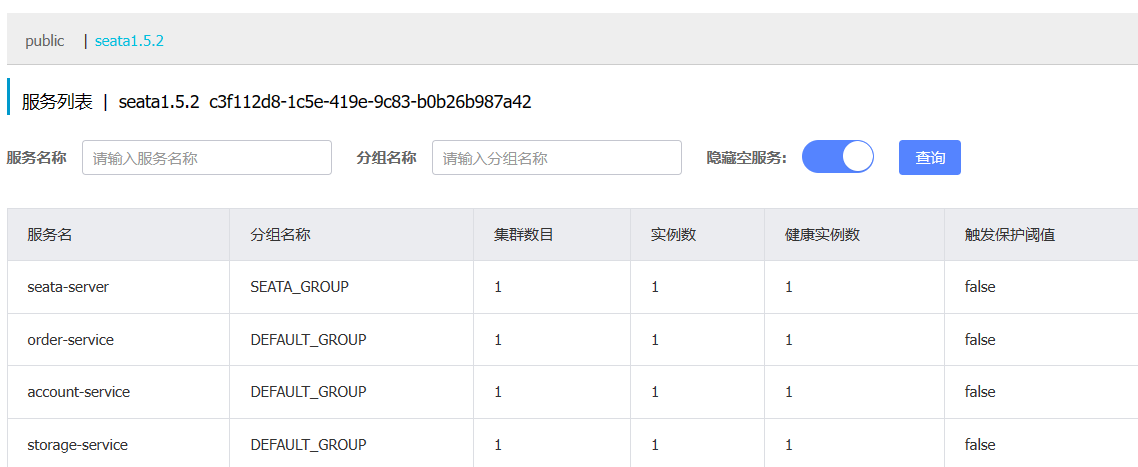 public | seata1.5.2
服务列表 | seata1.5.2 c3f112d8-1c5e-419e-9c83-b0b26b987a42
服务名称 请输入服务名称 分组名称 请输入分组名称 隐藏空服务: 查询
服务名 分组名称 集群数目 实例数 健康实例数 触发保护阈值
seata-server SEATA_GROUP 1 1 1 false
order-service DEFAULT_GROUP 1 1 1 false
account-service DEFAULT_GROUP 1 1 1 false
storage-service DEFAULT_GROUP 1 1 1 false